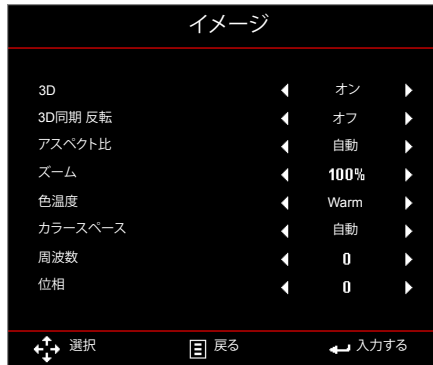 イメージ
3D オン
3D同期 反転 オフ
アスペクト比 自動
ズーム 100%
色温度 Warm
カラースペース 自動
周波数 0
位相 0
選択 戻る 入力する